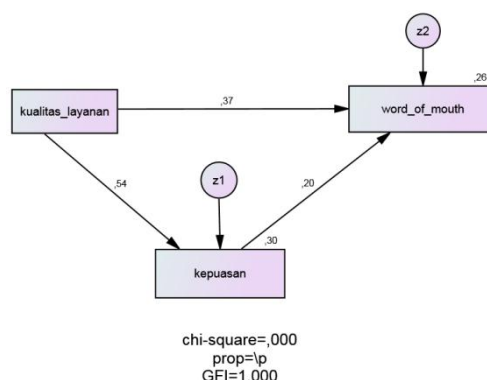 z2
,26
kualitas_layanan
,37
word_of_mouth
,54
z1
,20
,30
kepuasan
chi-square=,000
prop=\p
GFI=1,000